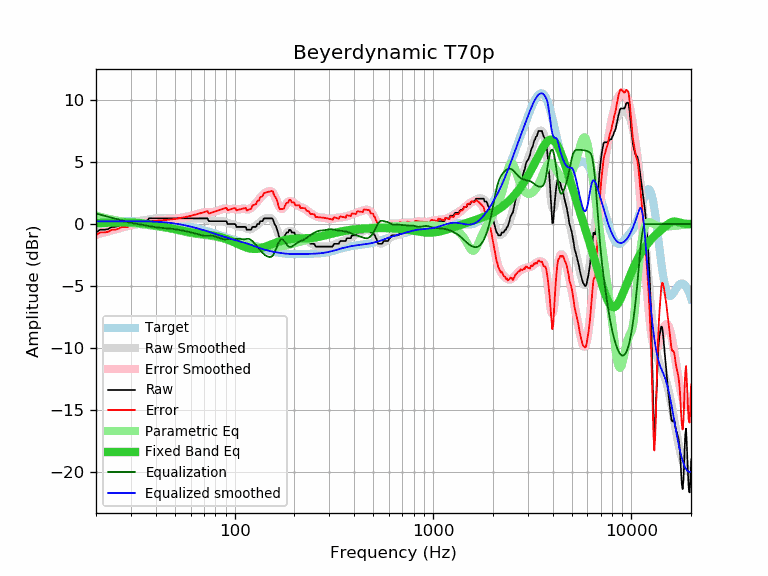 Beyerdynamic T70p
10
5
0
−5
−10
−15
−20
Amplitude (dBr)
Target
Raw Smoothed
Error Smoothed
Raw
Error
Parametric Eq
Fixed Band Eq
Equalization
Equalized smoothed
100
1000
10000
Frequency (Hz)